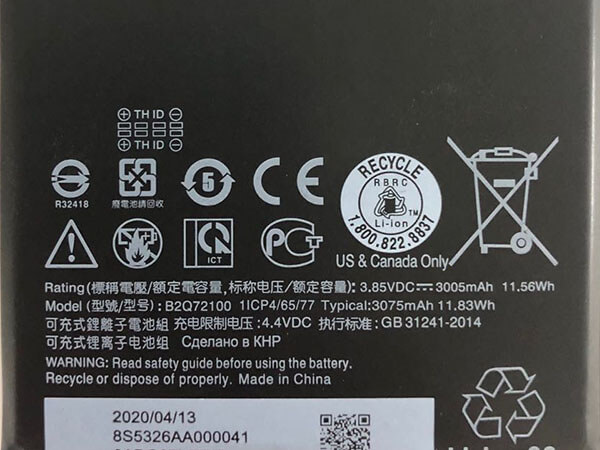 ⊕ TH ID ⊖
⊕ TH ID ⊖
R32418
廢電池請回收
5
CE
RECYCLE
RBRC
Li-ion
TM
1.800.822.8837
ICT
US & Canada Only
Rating (標稱電壓/額定電容量,标称电压/额定容量): 3.85VDC⎓3005mAh 11.56Wh
Model (型號/型号): B2Q72100 1ICP4/65/77 Typical:3075mAh 11.83Wh
可充式鋰離子電池組 充电限制电压: 4.4VDC 执行标准: GB 31241-2014
可充式锂离子电池组 Сделано в КНР
WARNING: Read safety guide before using the battery.
Recycle or dispose of properly. Made in China
2020/04/13
8S5326AA000041